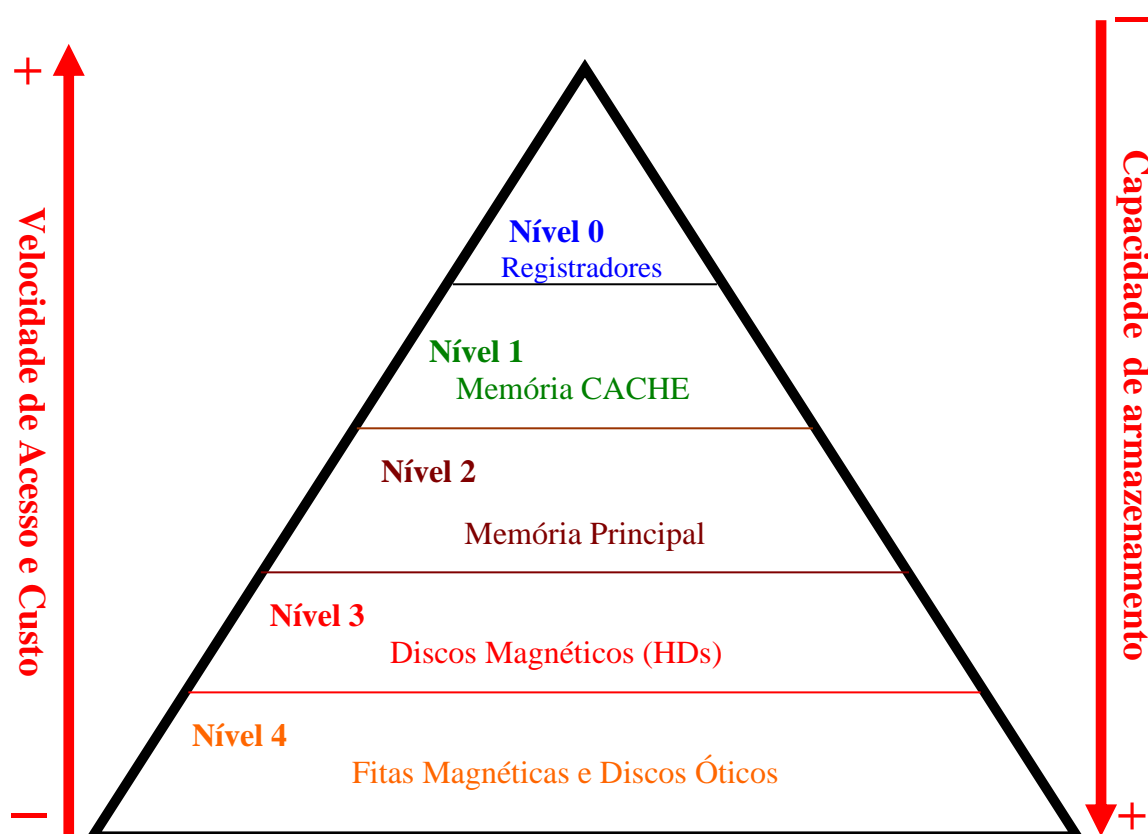 +
Velocidade de Acesso e Custo
–
Nível 0
Registradores
Nível 1
Memória CACHE
Nível 2
Memória Principal
Nível 3
Discos Magnéticos (HDs)
Nível 4
Fitas Magnéticas e Discos Óticos
–
Capacidade de armazenamento
+